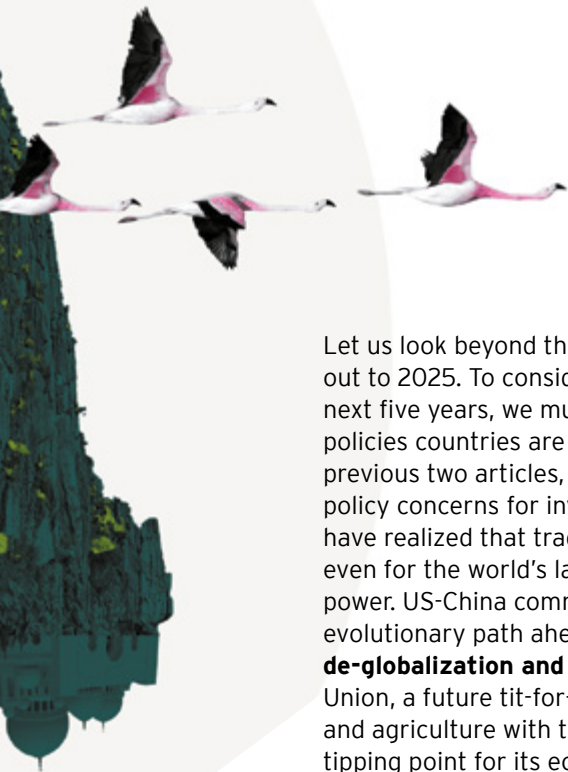 Let us look beyond th
out to 2025. To consid
next five years, we mu
policies countries are
previous two articles,
policy concerns for in
have realized that trad
even for the world's la
power. US-China comm
evolutionary path ahe
de-globalization and
Union, a future tit-for-
and agriculture with t
tipping point for its ec